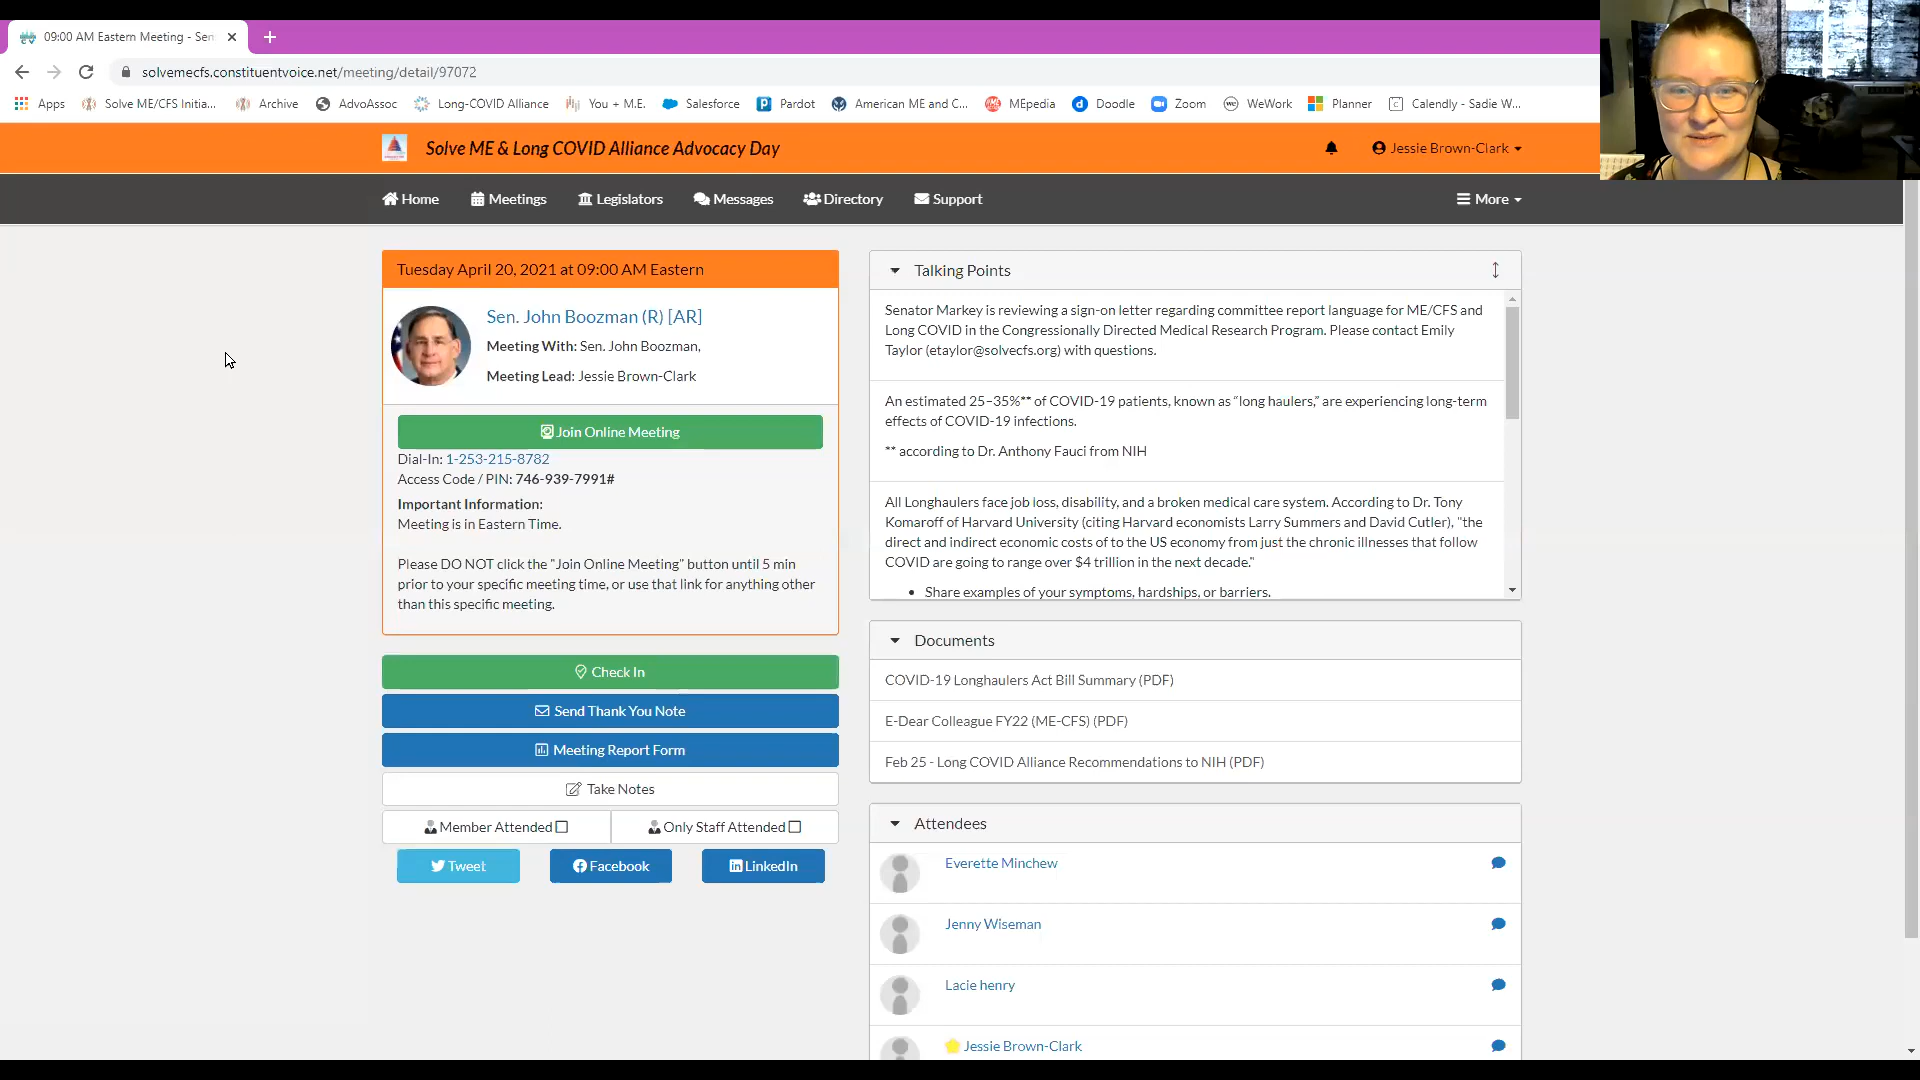 09:00 AM Eastern Meeting - Sen
solvemecfs.constituentvoice.net/meeting/detail/97072
Apps
Solve ME/CFS Initia...
Archive
AdvoAssoc
Long-COVID Alliance
You + M.E.
Salesforce
Pardot
American ME and C...
MEpedia
Doodle
Zoom
WeWork
Planner
Calendly - Sadie W...
Solve ME & Long COVID Alliance Advocacy Day
Jessie Brown-Clark
Home
Meetings
Legislators
Messages
Directory
Support
More
Tuesday April 20, 2021 at 09:00 AM Eastern
Sen. John Boozman (R) [AR]
Meeting With: Sen. John Boozman,
Meeting Lead: Jessie Brown-Clark
Join Online Meeting
Dial-In: 1-253-215-8782
Access Code / PIN: 746-939-7991#
Important Information:
Meeting is in Eastern Time.
Please DO NOT click the "Join Online Meeting" button until 5 min
prior to your specific meeting time, or use that link for anything other
than this specific meeting.
Check In
Send Thank You Note
Meeting Report Form
Take Notes
Member Attended
Only Staff Attended
Tweet
Facebook
LinkedIn
Talking Points
Senator Markey is reviewing a sign-on letter regarding committee report language for ME/CFS and
Long COVID in the Congressionally Directed Medical Research Program. Please contact Emily
Taylor (etaylor@solvecfs.org) with questions.
An estimated 25–35%** of COVID-19 patients, known as “long haulers,” are experiencing long-term
effects of COVID-19 infections.
** according to Dr. Anthony Fauci from NIH
All Longhaulers face job loss, disability, and a broken medical care system. According to Dr. Tony
Komaroff of Harvard University (citing Harvard economists Larry Summers and David Cutler), "the
direct and indirect economic costs of to the US economy from just the chronic illnesses that follow
COVID are going to range over $4 trillion in the next decade."
• Share examples of your symptoms, hardships, or barriers.
Documents
COVID-19 Longhaulers Act Bill Summary (PDF)
E-Dear Colleague FY22 (ME-CFS) (PDF)
Feb 25 - Long COVID Alliance Recommendations to NIH (PDF)
Attendees
Everette Minchew
Jenny Wiseman
Lacie henry
Jessie Brown-Clark